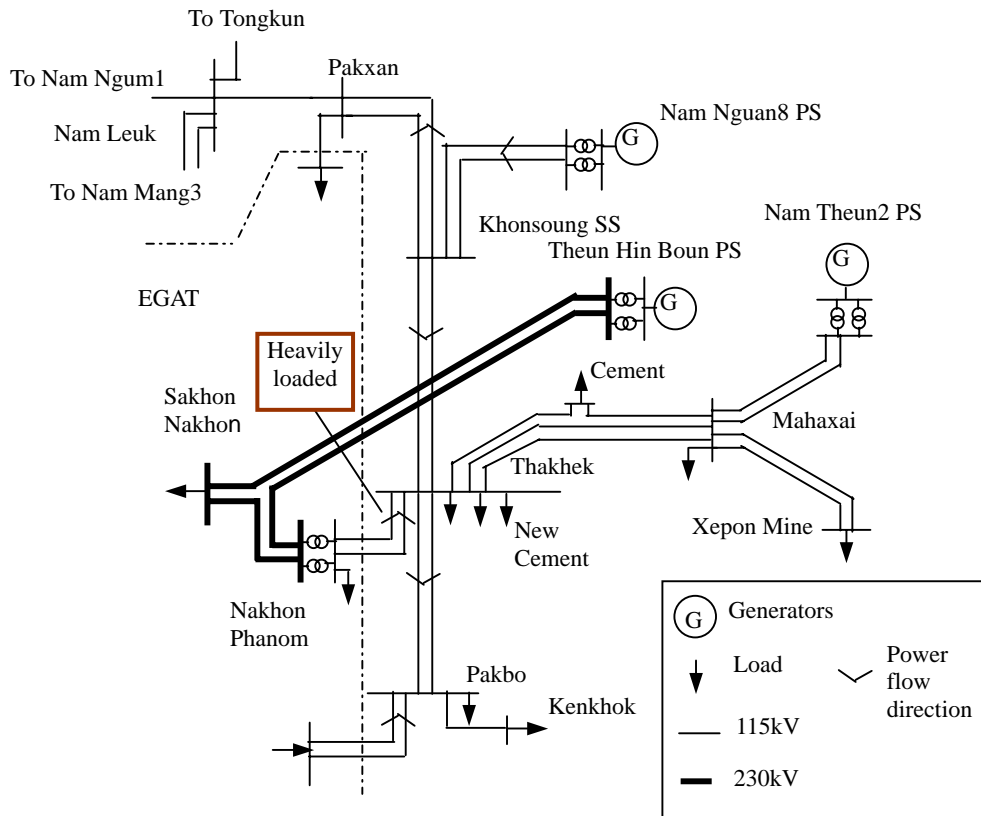 To Tongkun
To Nam Ngum1
Pakxan
Nam Nguan8 PS
G
Nam Leuk
To Nam Mang3
Nam Theun2 PS
Khonsoung SS
Theun Hin Boun PS
G
EGAT
G
Heavily
loaded
Cement
Sakhon
Nakhon
Mahaxai
Thakhek
New
Cement
Xepon Mine
Nakhon
Phanom
G
Generators
Load
Power
flow
direction
Pakbo
Kenkhok
115kV
230kV